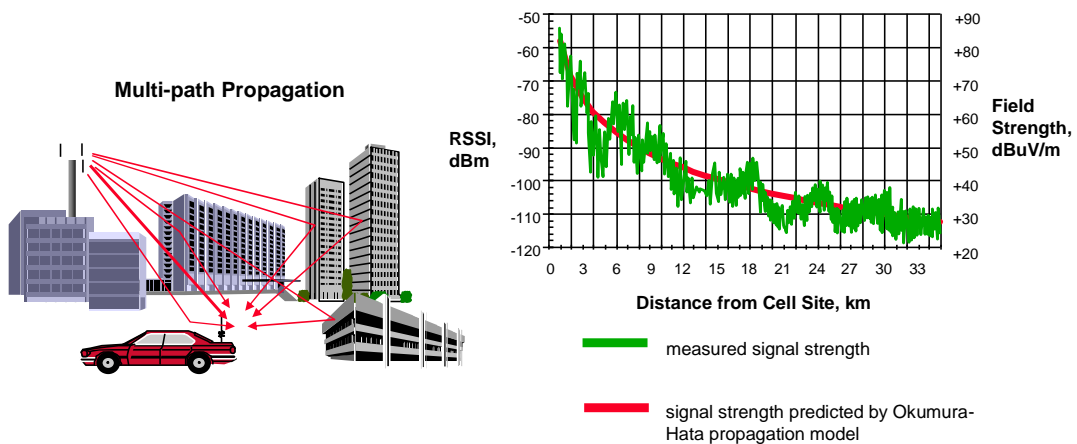 Multi-path Propagation
RSSI,
dBm
-50
-60
-70
-80
-90
-100
-110
-120
+90
+80
+70
+60
+50
+40
+30
+20
0 3 6 9 12 15 18 21 24 27 30 33
Field
Strength,
dBuV/m
Distance from Cell Site, km
measured signal strength
signal strength predicted by Okumura-
Hata propagation model